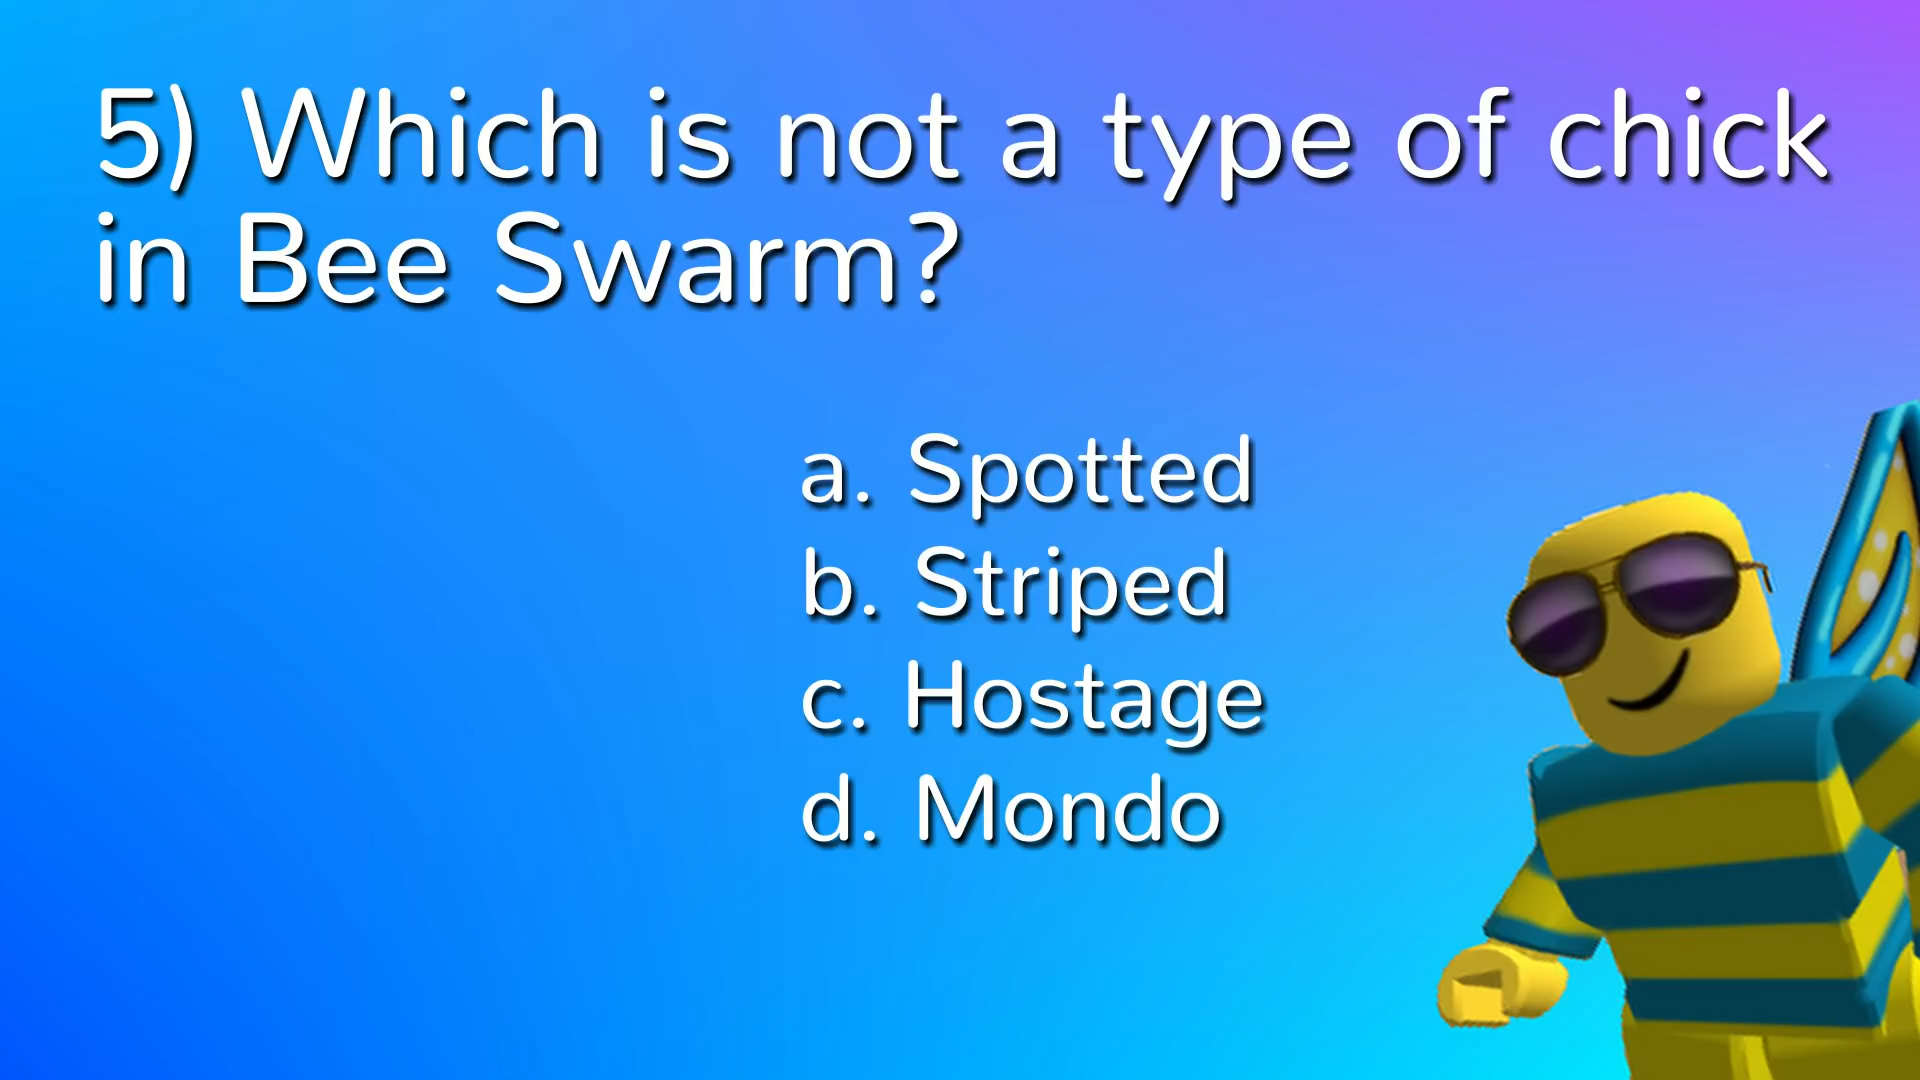 5) Which is not a type of chick
in Bee Swarm?
a. Spotted
b. Striped
c. Hostage
d. Mondo